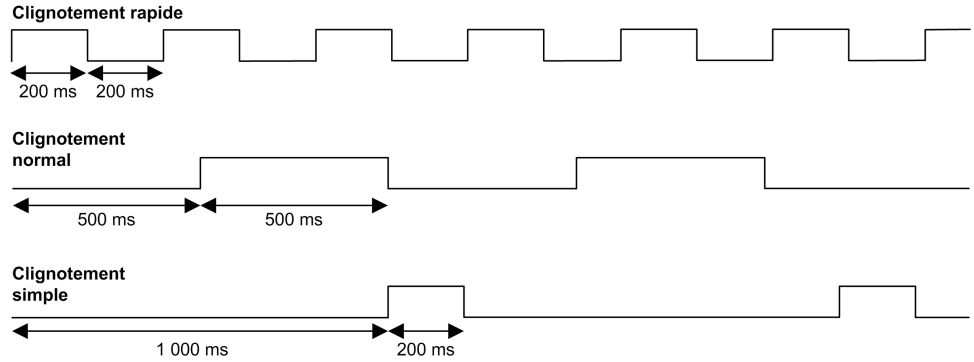 Clignotement rapide
200 ms 200 ms
Clignotement
normal
500 ms 500 ms
Clignotement
simple
1 000 ms 200 ms